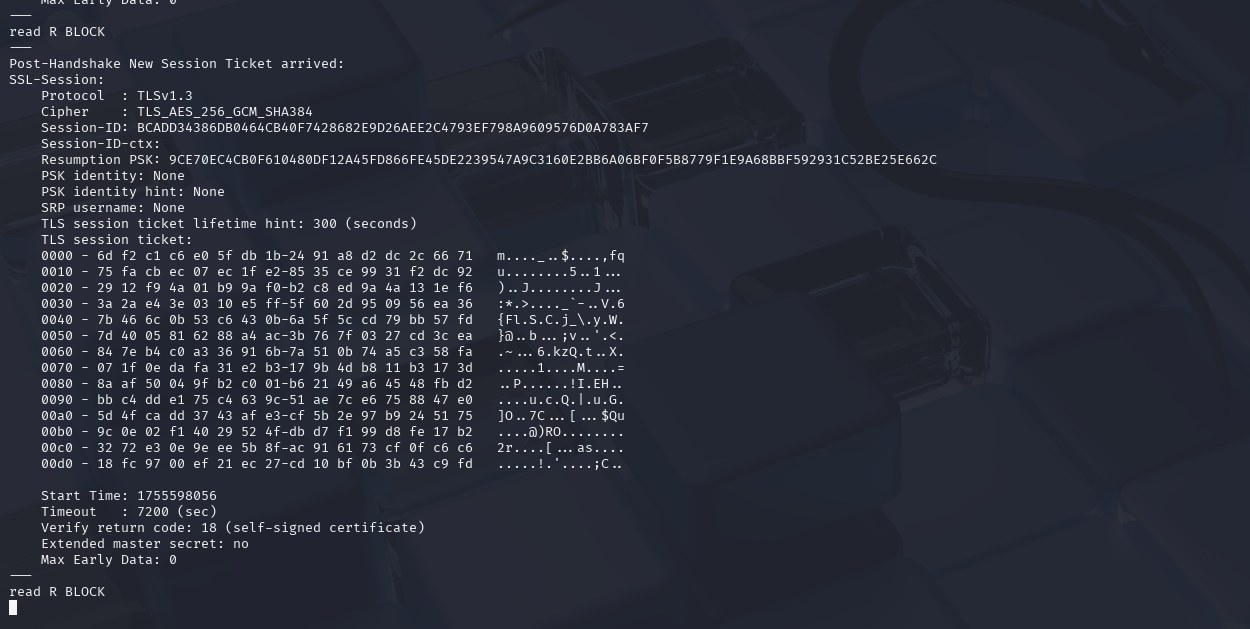 Max Early Data: 0
---
read R BLOCK
---
Post-Handshake New Session Ticket arrived:
SSL-Session:
    Protocol  : TLSv1.3
    Cipher    : TLS_AES_256_GCM_SHA384
    Session-ID: BCADD34386DB0464CB40F7428682E9D26AEE2C4793EF798A9609576D0A783AF7
    Session-ID-ctx:
    Resumption PSK: 9CE70EC4CB0F610480DF12A45FD866FE45DE2239547A9C3160E2BB6A06BF0F5B8779F1E9A68BBF592931C52BE25E662C
    PSK identity: None
    PSK identity hint: None
    SRP username: None
    TLS session ticket lifetime hint: 300 (seconds)
    TLS session ticket:
    0000 - 6d f2 c1 c6 e0 5f db 1b-24 91 a8 d2 dc 2c 66 71   m...._..$....,fq
    0010 - 75 fa cb ec 07 ec 1f e2-85 35 ce 99 31 f2 dc 92   u........5..1...
    0020 - 29 12 f9 4a 01 b9 9a f0-b2 c8 ed 9a 4a 13 1e f6   )..J........J...
    0030 - 3a 2a e4 3e 03 10 e5 ff-5f 60 2d 95 09 56 ea 36   :*.>...._`-..V.6
    0040 - 7b 46 6c 0b 53 c6 43 0b-6a 5f 5c cd 79 bb 57 fd   {Fl.S.C.j_\.y.W.
    0050 - 7d 40 05 81 62 88 a4 ac-3b 76 7f 03 27 cd 3c ea   }@..b...;v..'.<.
    0060 - 84 7e b4 c0 a3 36 91 6b-7a 51 0b 74 a5 c3 58 fa   .~...6.kzQ.t..X.
    0070 - 07 1f 0e da fa 31 e2 b3-17 9b 4d b8 11 b3 17 3d   .....1....M....=
    0080 - 8a af 50 04 9f b2 c0 01-b6 21 49 a6 45 48 fb d2   ..P......!I.EH..
    0090 - bb c4 dd e1 75 c4 63 9c-51 ae 7c e6 75 88 47 e0   ....u.c.Q.|.u.G.
    00a0 - 5d 4f ca dd 37 43 af e3-cf 5b 2e 97 b9 24 51 75   ]O..7C...[...$Qu
    00b0 - 9c 0e 02 f1 40 29 52 4f-db d7 f1 99 d8 fe 17 b2   ....@)RO........
    00c0 - 32 72 e3 0e 9e ee 5b 8f-ac 91 61 73 cf 0f c6 c6   2r....[...as....
    00d0 - 18 fc 97 00 ef 21 ec 27-cd 10 bf 0b 3b 43 c9 fd   .....!.'....;C..
    Start Time: 1755598056
    Timeout   : 7200 (sec)
    Verify return code: 18 (self-signed certificate)
    Extended master secret: no
    Max Early Data: 0
---
read R BLOCK